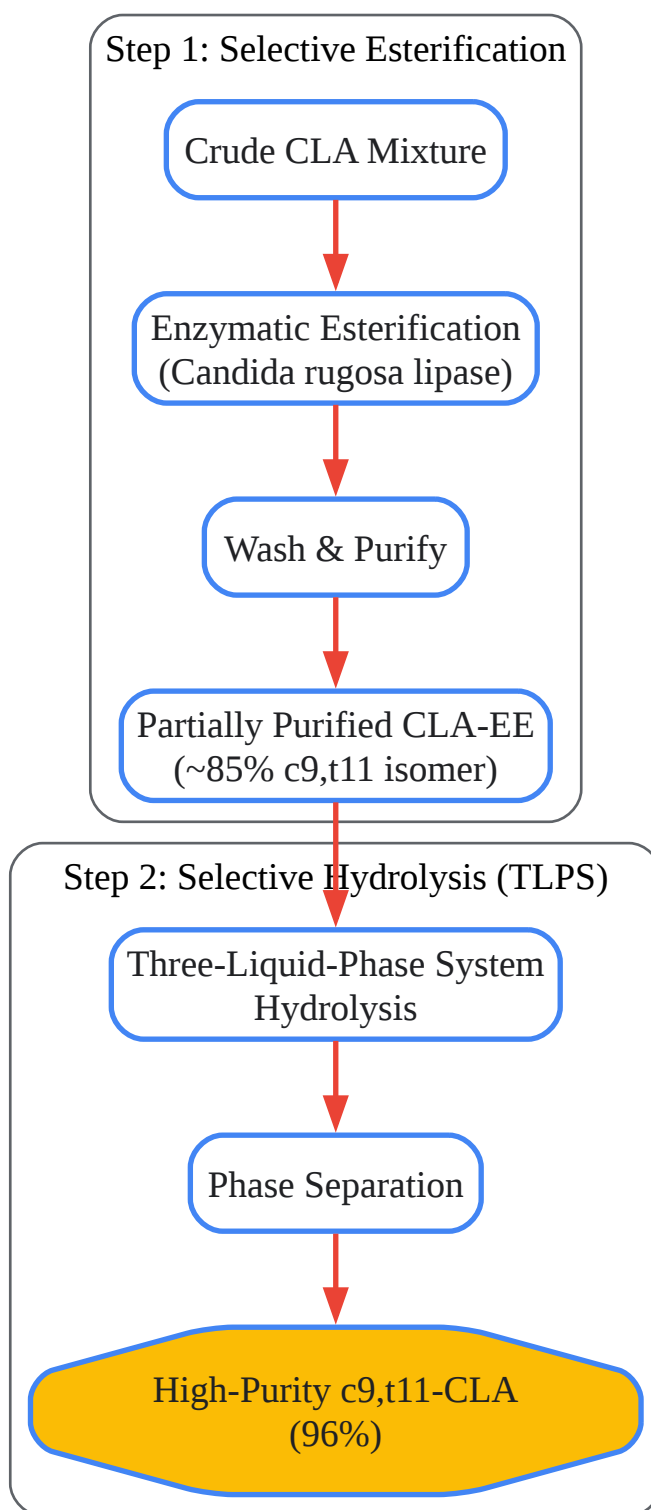 Step 1: Selective Esterification
Crude CLA Mixture
Enzymatic Esterification
(Candida rugosa lipase)
Wash & Purify
Partially Purified CLA-EE
(~85% c9,t11 isomer)
Step 2: Selective Hydrolysis (TLPS)
Three-Liquid-Phase System
Hydrolysis
Phase Separation
High-Purity c9,t11-CLA
(96%)